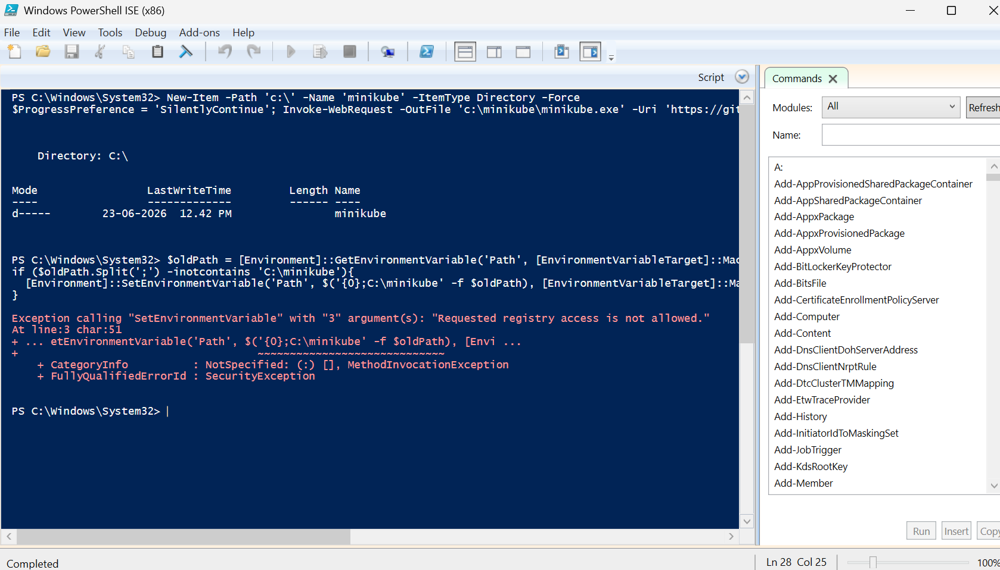 Windows PowerShell ISE (x86)
File Edit View Tools Debug Add-ons Help
Script
PS C:\Windows\System32> New-Item -Path 'c:\' -Name 'minikube' -ItemType Directory -Force
$ProgressPreference = 'SilentlyContinue'; Invoke-WebRequest -OutFile 'c:\minikube\minikube.exe' -Uri 'https://git
Directory: C:\
Mode LastWriteTime Length Name
---- ------------- ------ ----
d----- 23-06-2026 12.42 PM minikube
PS C:\Windows\System32> $oldPath = [Environment]::GetEnvironmentVariable('Path', [EnvironmentVariableTarget]::Mac
if ($oldPath.Split(';') -inotcontains 'C:\minikube'){
[Environment]::SetEnvironmentVariable('Path', $('{0};C:\minikube' -f $oldPath), [EnvironmentVariableTarget]::Ma
}
Exception calling "SetEnvironmentVariable" with "3" argument(s): "Requested registry access is not allowed."
At line:3 char:51
+ ... etEnvironmentVariable('Path', $('{0};C:\minikube' -f $oldPath), [Envi ...
+ ~~~~~~~~~~~~~~~~~~~~~~~~~~~~~
+ CategoryInfo : NotSpecified: (:) [], MethodInvocationException
+ FullyQualifiedErrorId : SecurityException
PS C:\Windows\System32>
Commands
Modules: All Refresh
Name:
A:
Add-AppProvisionedSharedPackageContainer
Add-AppSharedPackageContainer
Add-AppxPackage
Add-AppxProvisionedPackage
Add-AppxVolume
Add-BitLockerKeyProtector
Add-BitsFile
Add-CertificateEnrollmentPolicyServer
Add-Computer
Add-Content
Add-DnsClientDohServerAddress
Add-DnsClientNrptRule
Add-DtcClusterTMMapping
Add-EtwTraceProvider
Add-History
Add-InitiatorIdToMaskingSet
Add-JobTrigger
Add-KdsRootKey
Add-Member
Run Insert Copy
Completed
Ln 28 Col 25 100%